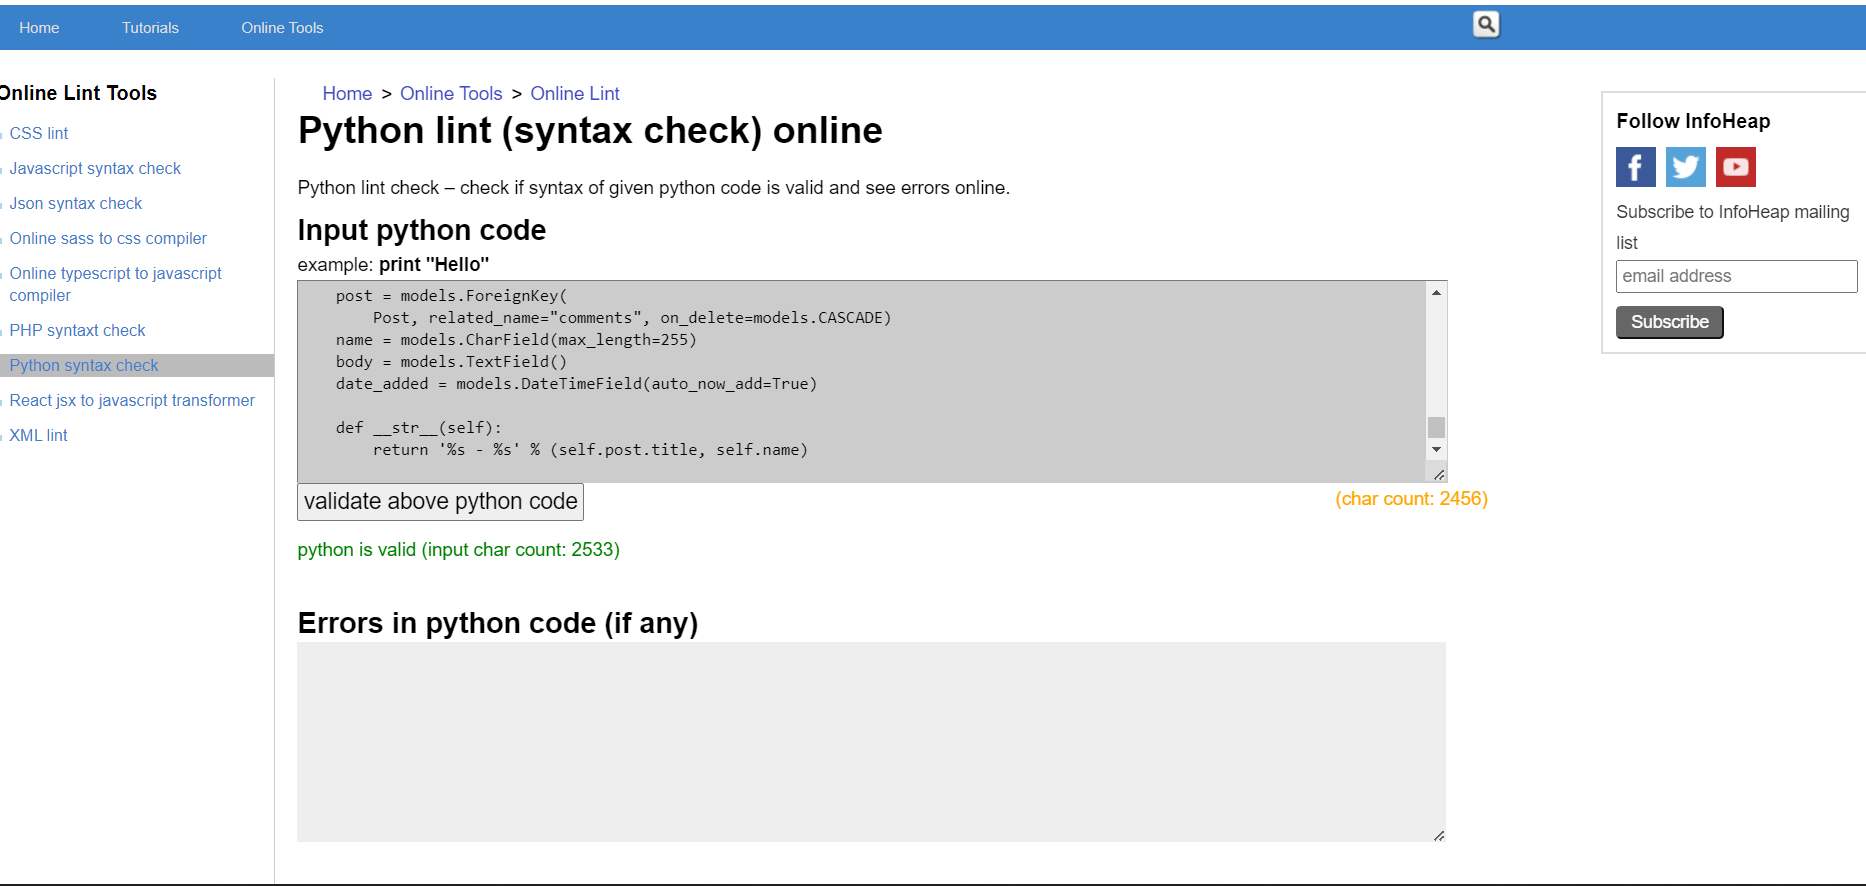 Home Tutorials Online Tools
Online Lint Tools
CSS lint
Javascript syntax check
Json syntax check
Online sass to css compiler
Online typescript to javascript
compiler
PHP syntaxt check
Python syntax check
React jsx to javascript transformer
XML lint
Home > Online Tools > Online Lint
Python lint (syntax check) online
Python lint check – check if syntax of given python code is valid and see errors online.
Input python code
example: print "Hello"
post = models.ForeignKey(
Post, related_name="comments", on_delete=models.CASCADE)
name = models.CharField(max_length=255)
body = models.TextField()
date_added = models.DateTimeField(auto_now_add=True)
def __str__(self):
return '%s - %s' % (self.post.title, self.name)
validate above python code
(char count: 2456)
python is valid (input char count: 2533)
Errors in python code (if any)
Follow InfoHeap
Subscribe to InfoHeap mailing
list
email address
Subscribe